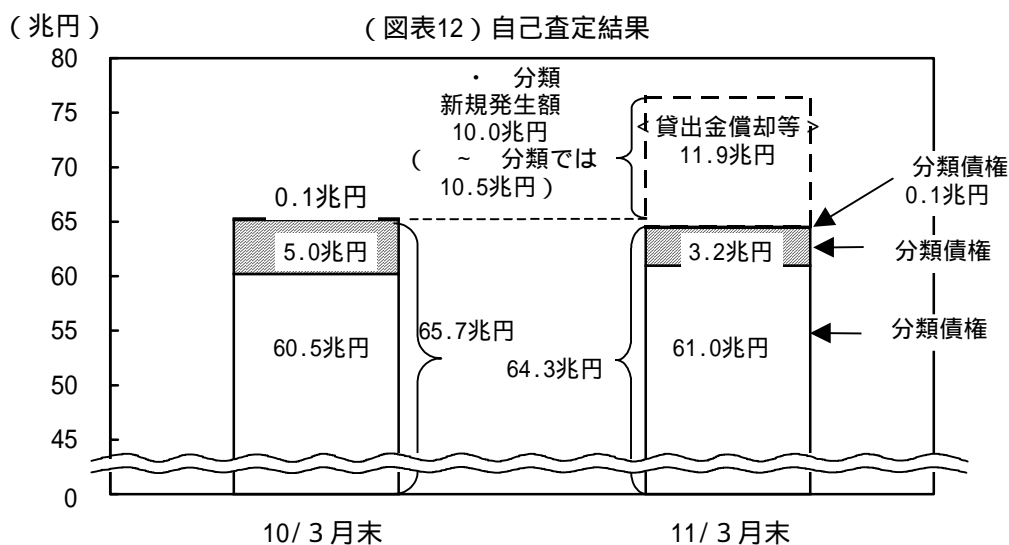 (兆円)
(図表12)自己査定結果
80
75
70
65
60
55
50
45
0
・ 分類
新規発生額
10.0兆円
( ~ 分類では
10.5兆円)
<貸出金償却等>
11.9兆円
分類債権
0.1兆円
分類債権
分類債権
0.1兆円
5.0兆円
60.5兆円
65.7兆円
3.2兆円
61.0兆円
64.3兆円
10/3月末
11/3月末